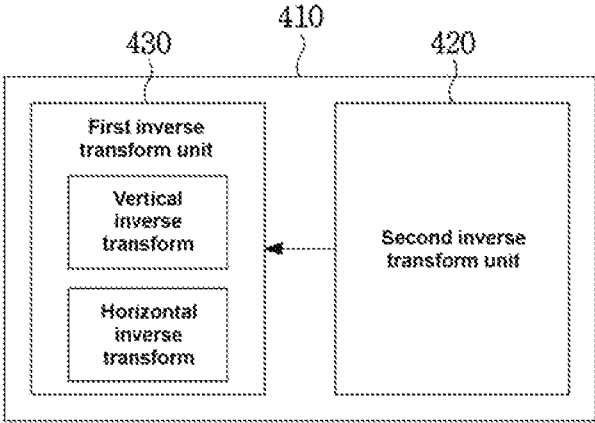 410
430
420
First inverse
transform unit
Vertical
inverse
transform
Horizontal
inverse
transform
Second inverse
transform unit